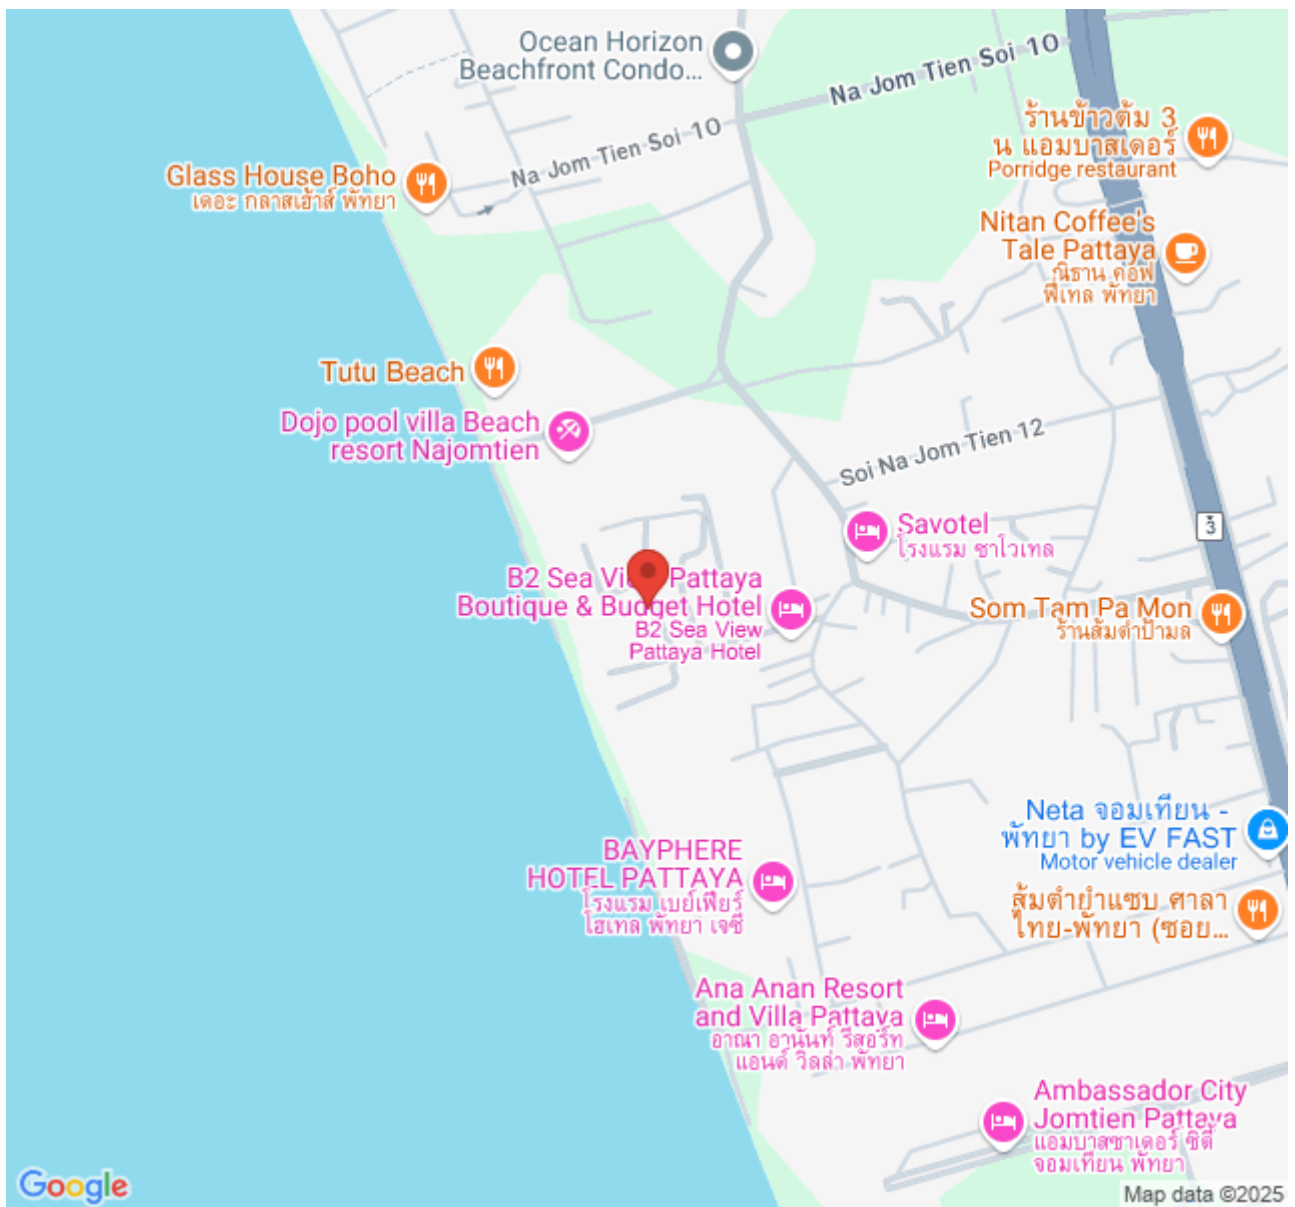 Ocean Horizon
Beachfront Condo...
Na Jom Tien Soi 10
ร้านข้าวต้ม 3
น แอมบาสเดอร์
Porridge restaurant
Na Jom Tien Soi 10
Glass House Boho
เดอะ กลาสเฮ้าส์ พัทยา
Nitan Coffee's
Tale Pattaya
ณิธาน คอฟ
ฟี่เทล พัทยา
Tutu Beach
Dojo pool villa Beach
resort Najomtien
Soi Na Jom Tien 12
Savotel
โรงแรม ซาโวเทล
3
B2 Sea View Pattaya
Boutique & Budget Hotel
B2 Sea View
Pattaya Hotel
Som Tam Pa Mon
ร้านส้มตำป้ามล
Neta จอมเทียน -
พัทยา by EV FAST
Motor vehicle dealer
BAYPHERE
HOTEL PATTAYA
โรงแรม เบย์เฟียร์
โฮเทล พัทยา เจซี
ส้มตำยำแซบ ศาลา
ไทย-พัทยา (ซอย...
Ana Anan Resort
and Villa Pattaya
อาณา อานันท์ รีสอร์ท
แอนด์ วิลล่า พัทยา
Ambassador City
Jomtien Pattaya
แอมบาสซาเดอร์ ซิตี้
จอมเทียน พัทยา
Google
Map data ©2025